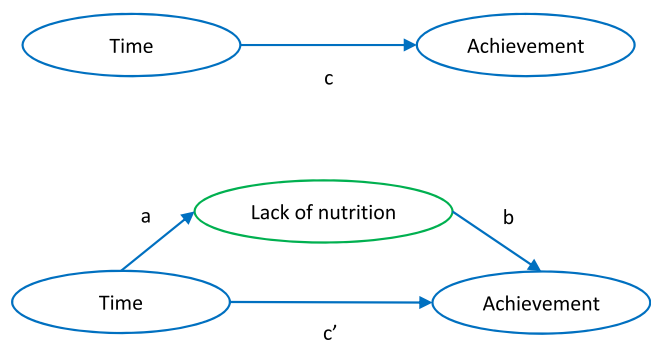 Time
Achievement
c
Lack of nutrition
a
b
Time
Achievement
c’